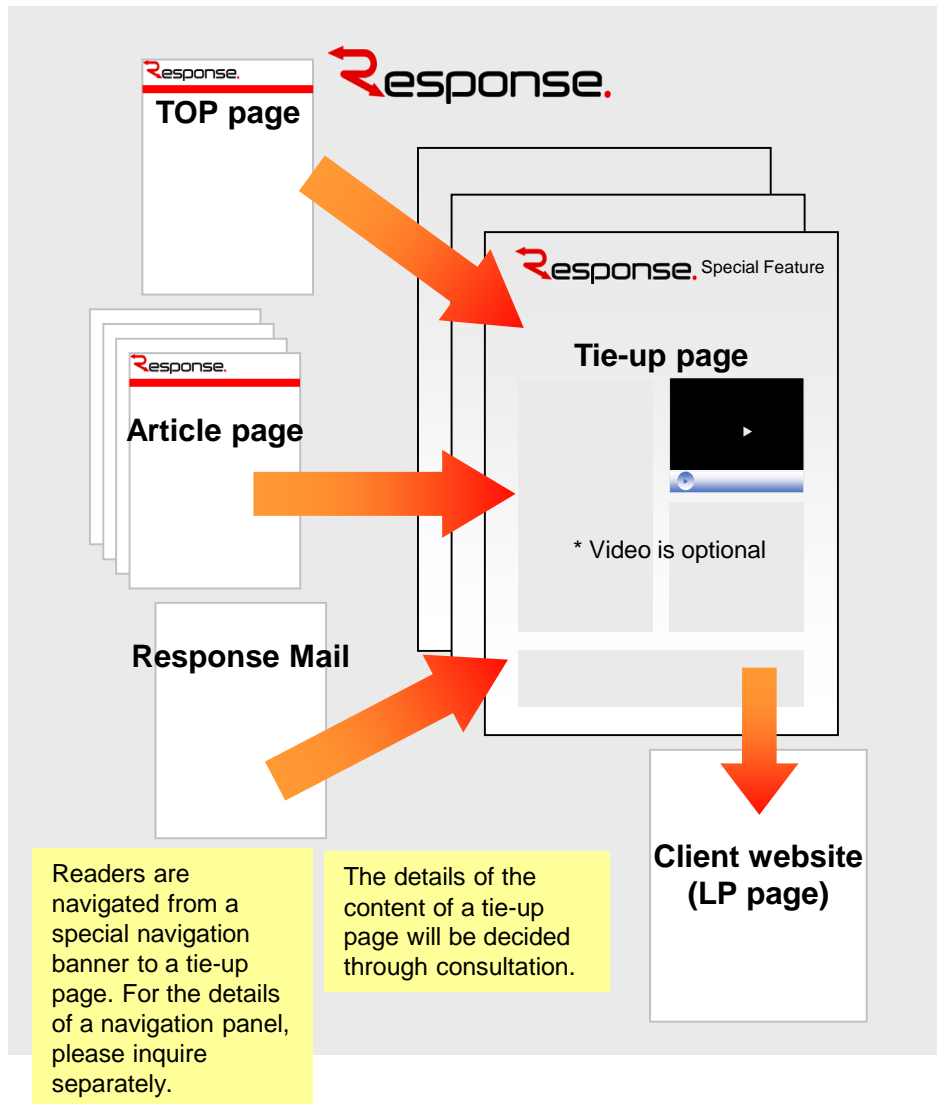 Response.
TOP page
Response.
Response. Special Feature
Tie-up page
* Video is optional
Response.
Article page
Response Mail
Client website
(LP page)
Readers are
navigated from a
special navigation
banner to a tie-up
page. For the details
of a navigation panel,
please inquire
separately.
The details of the
content of a tie-up
page will be decided
through consultation.